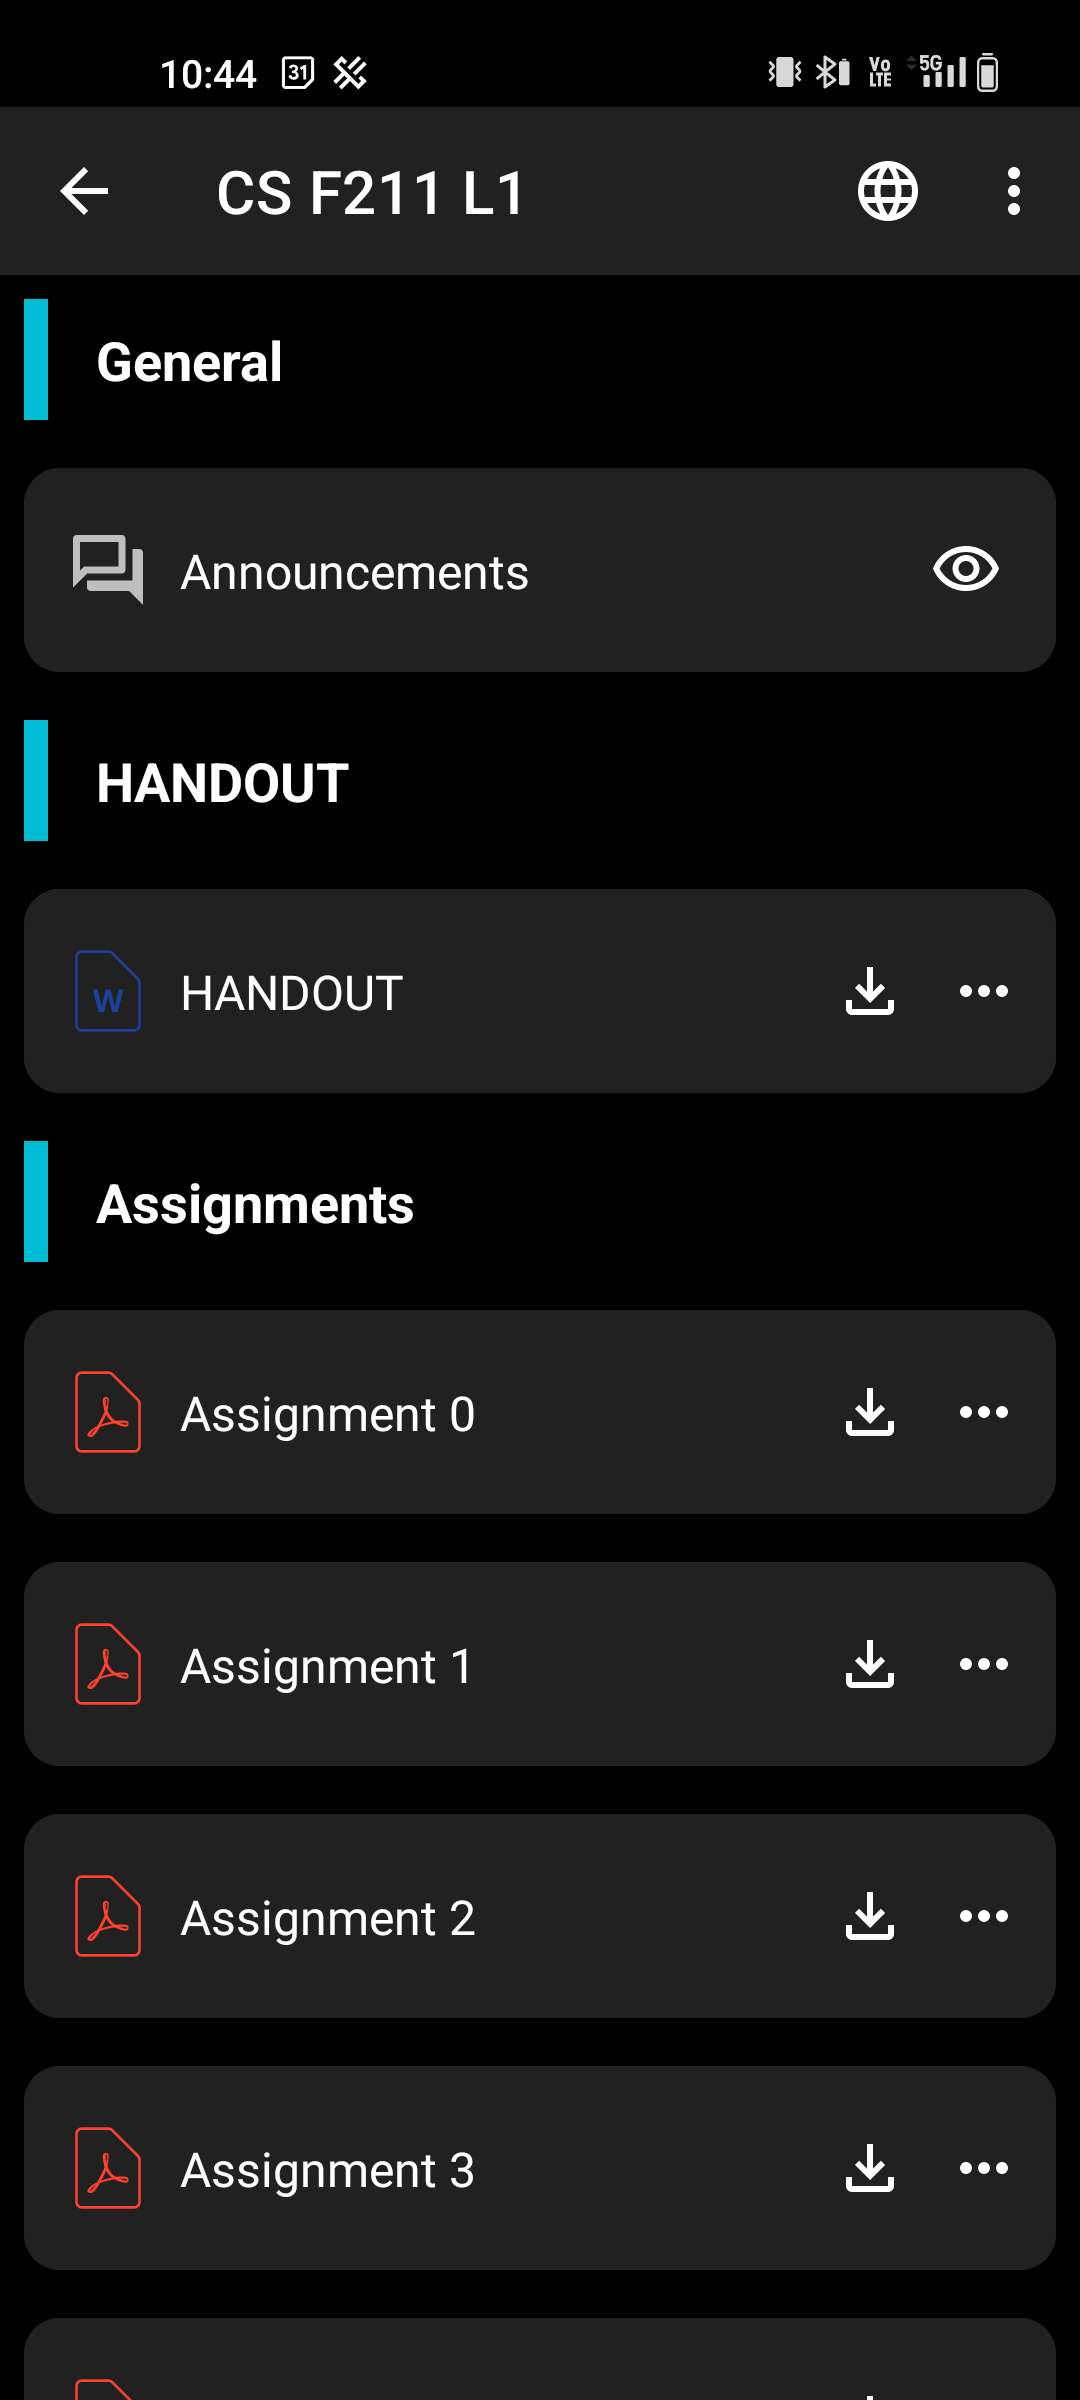 10:44 31 Vo LTE 5G
CS F211 L1
General
Announcements
HANDOUT
W HANDOUT
Assignments
Assignment 0
Assignment 1
Assignment 2
Assignment 3